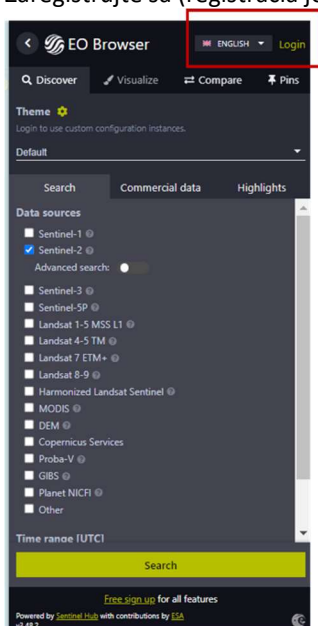 Zaregistrujte sa (registrácia je
EO Browser ENGLISH Login
Discover Visualize Compare Pins
Theme
Login to use custom configuration instances.
Default
Search Commercial data Highlights
Data sources
Sentinel-1
Sentinel-2
Advanced search:
Sentinel-3
Sentinel-5P
Landsat 1-5 MSS L1
Landsat 4-5 TM
Landsat 7 ETM+
Landsat 8-9
Harmonized Landsat Sentinel
MODIS
DEM
Copernicus Services
Proba-V
GIBS
Planet NICFI
Other
Time range [UTC]
Search
Free sign up for all features
Powered by Sentinel Hub with contributions by ESA
v3.48.2